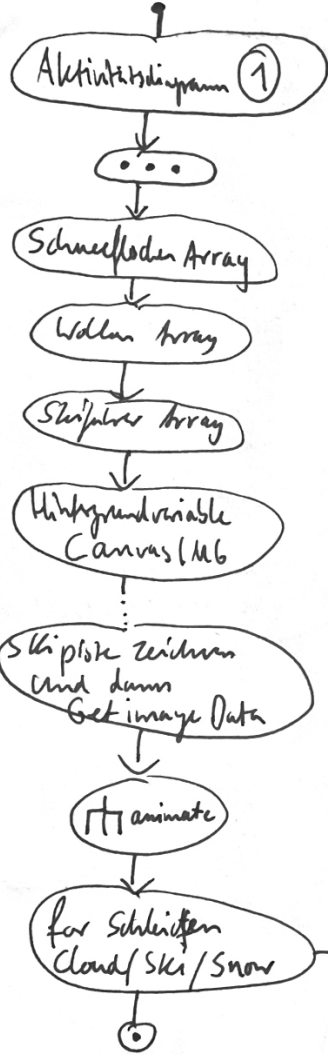 Aktivitätsdiagramm 1
• • •
Schneeflocken Array
Wolken Array
Skifahrer Array
Hintergrundvariable
Canvas/IMG
Skipiste zeichnen
und dann
Get image Data
animate
for Schleifen
Cloud/Ski/Snow